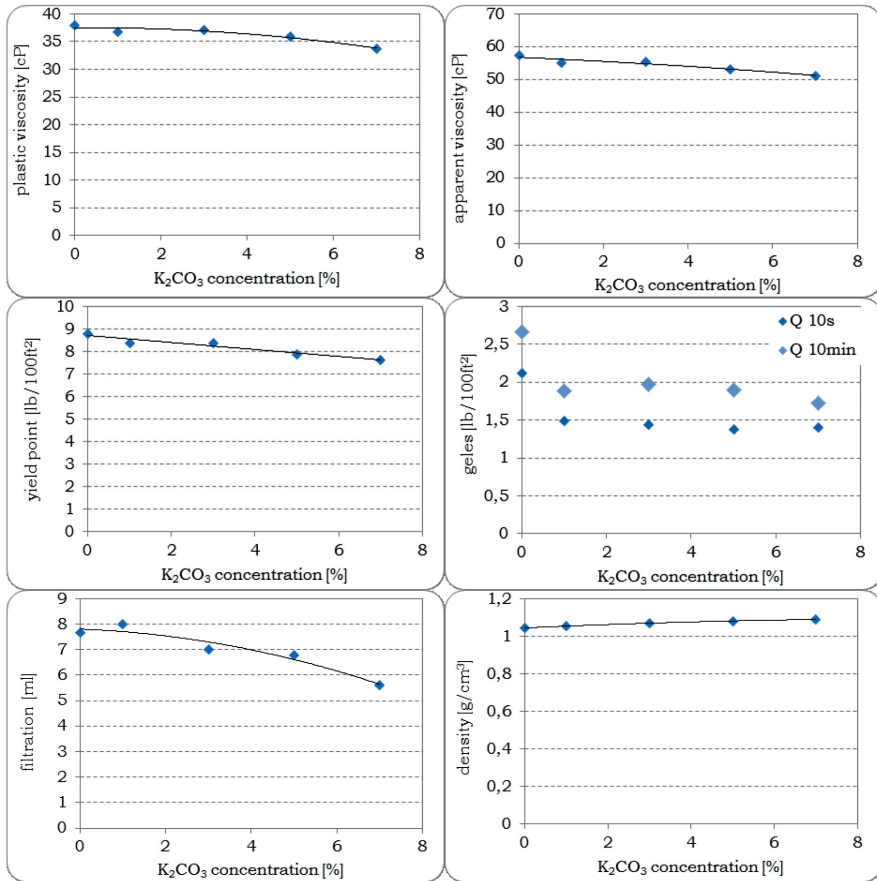 plastic viscosity [cP]
40
35
30
25
20
15
10
5
0
0 2 4 6 8
K₂CO₃ concentration [%]
apparent viscosity [cP]
70
60
50
40
30
20
10
0
0 2 4 6 8
K₂CO₃ concentration [%]
yield point [lb/100ft²]
10
9
8
7
6
5
4
3
2
1
0
0 2 4 6 8
K₂CO₃ concentration [%]
geles [lb/100ft²]
3
2,5
2
1,5
1
0,5
0
Q 10s
Q 10min
0 2 4 6 8
K₂CO₃ concentration [%]
filtration [ml]
9
8
7
6
5
4
3
2
1
0
0 2 4 6 8
K₂CO₃ concentration [%]
density [g/cm³]
1,2
1
0,8
0,6
0,4
0,2
0
0 2 4 6 8
K₂CO₃ concentration [%]